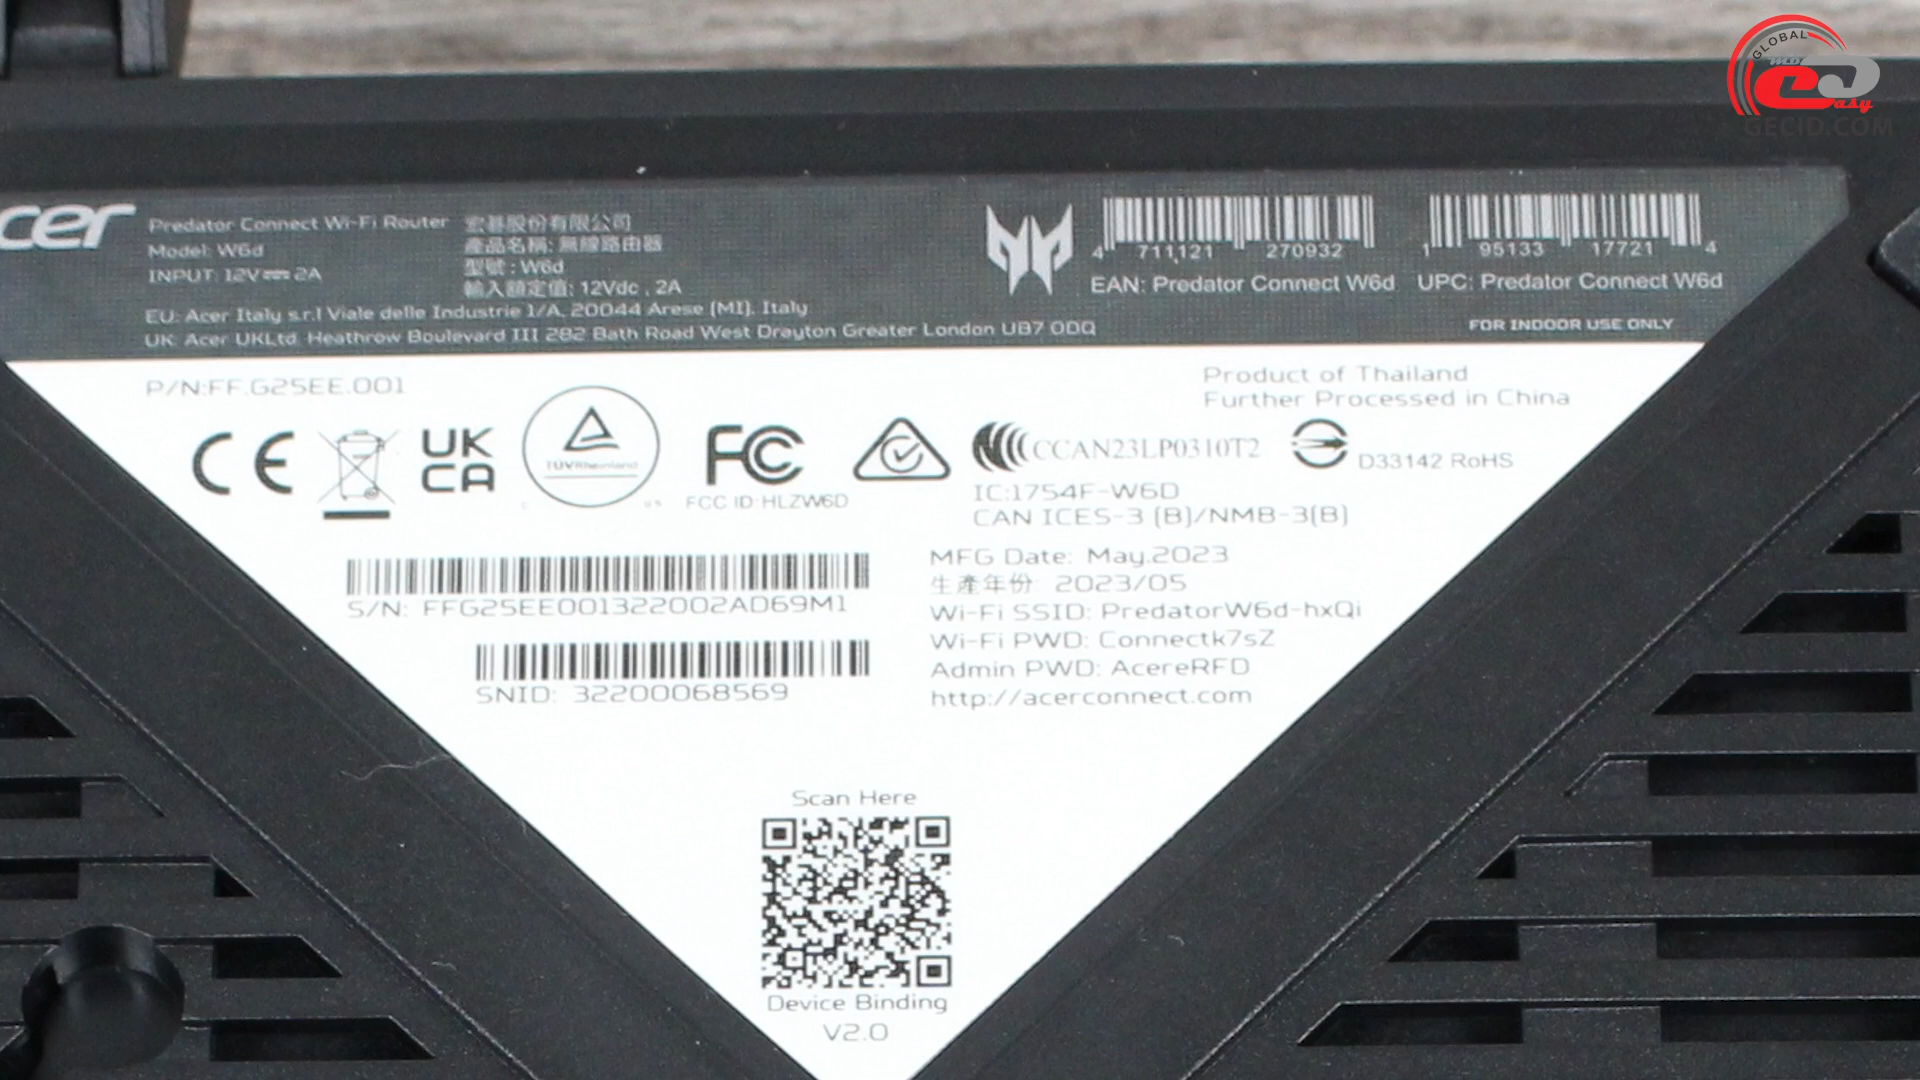 GLOBAL
easy
GECID.COM
acer
Predator Connect Wi-Fi Router
Model: W6d
INPUT: 12V⎓2A
宏碁股份有限公司
產品名稱: 無線路由器
型號 : W6d
輸入額定值: 12Vdc , 2A
EU: Acer Italy s.r.l Viale delle Industrie 1/A, 20044 Arese (MI), Italy
UK: Acer UKLtd. Heathrow Boulevard III 282 Bath Road West Drayton Greater London UB7 0DQ
4 711121 270932
EAN: Predator Connect W6d
1 95133 17721 4
UPC: Predator Connect W6d
FOR INDOOR USE ONLY
P/N:FF.G25EE.001
Product of Thailand
Further Processed in China
CE
UK
CA
TÜVRheinland
C US
FC
FCC ID:HLZW6D
CCAN23LP0310T2
D33142 RoHS
IC:1754F-W6D
CAN ICES-3 (B)/NMB-3(B)
S/N: FFG25EE001322002AD69M1
SNID: 32200068569
MFG Date: May.2023
生產年份 2023/05
Wi-Fi SSID: PredatorW6d-hxQi
Wi-Fi PWD: Connectk7sZ
Admin PWD: AcereRFD
http://acerconnect.com
Scan Here
Device Binding
V2.0